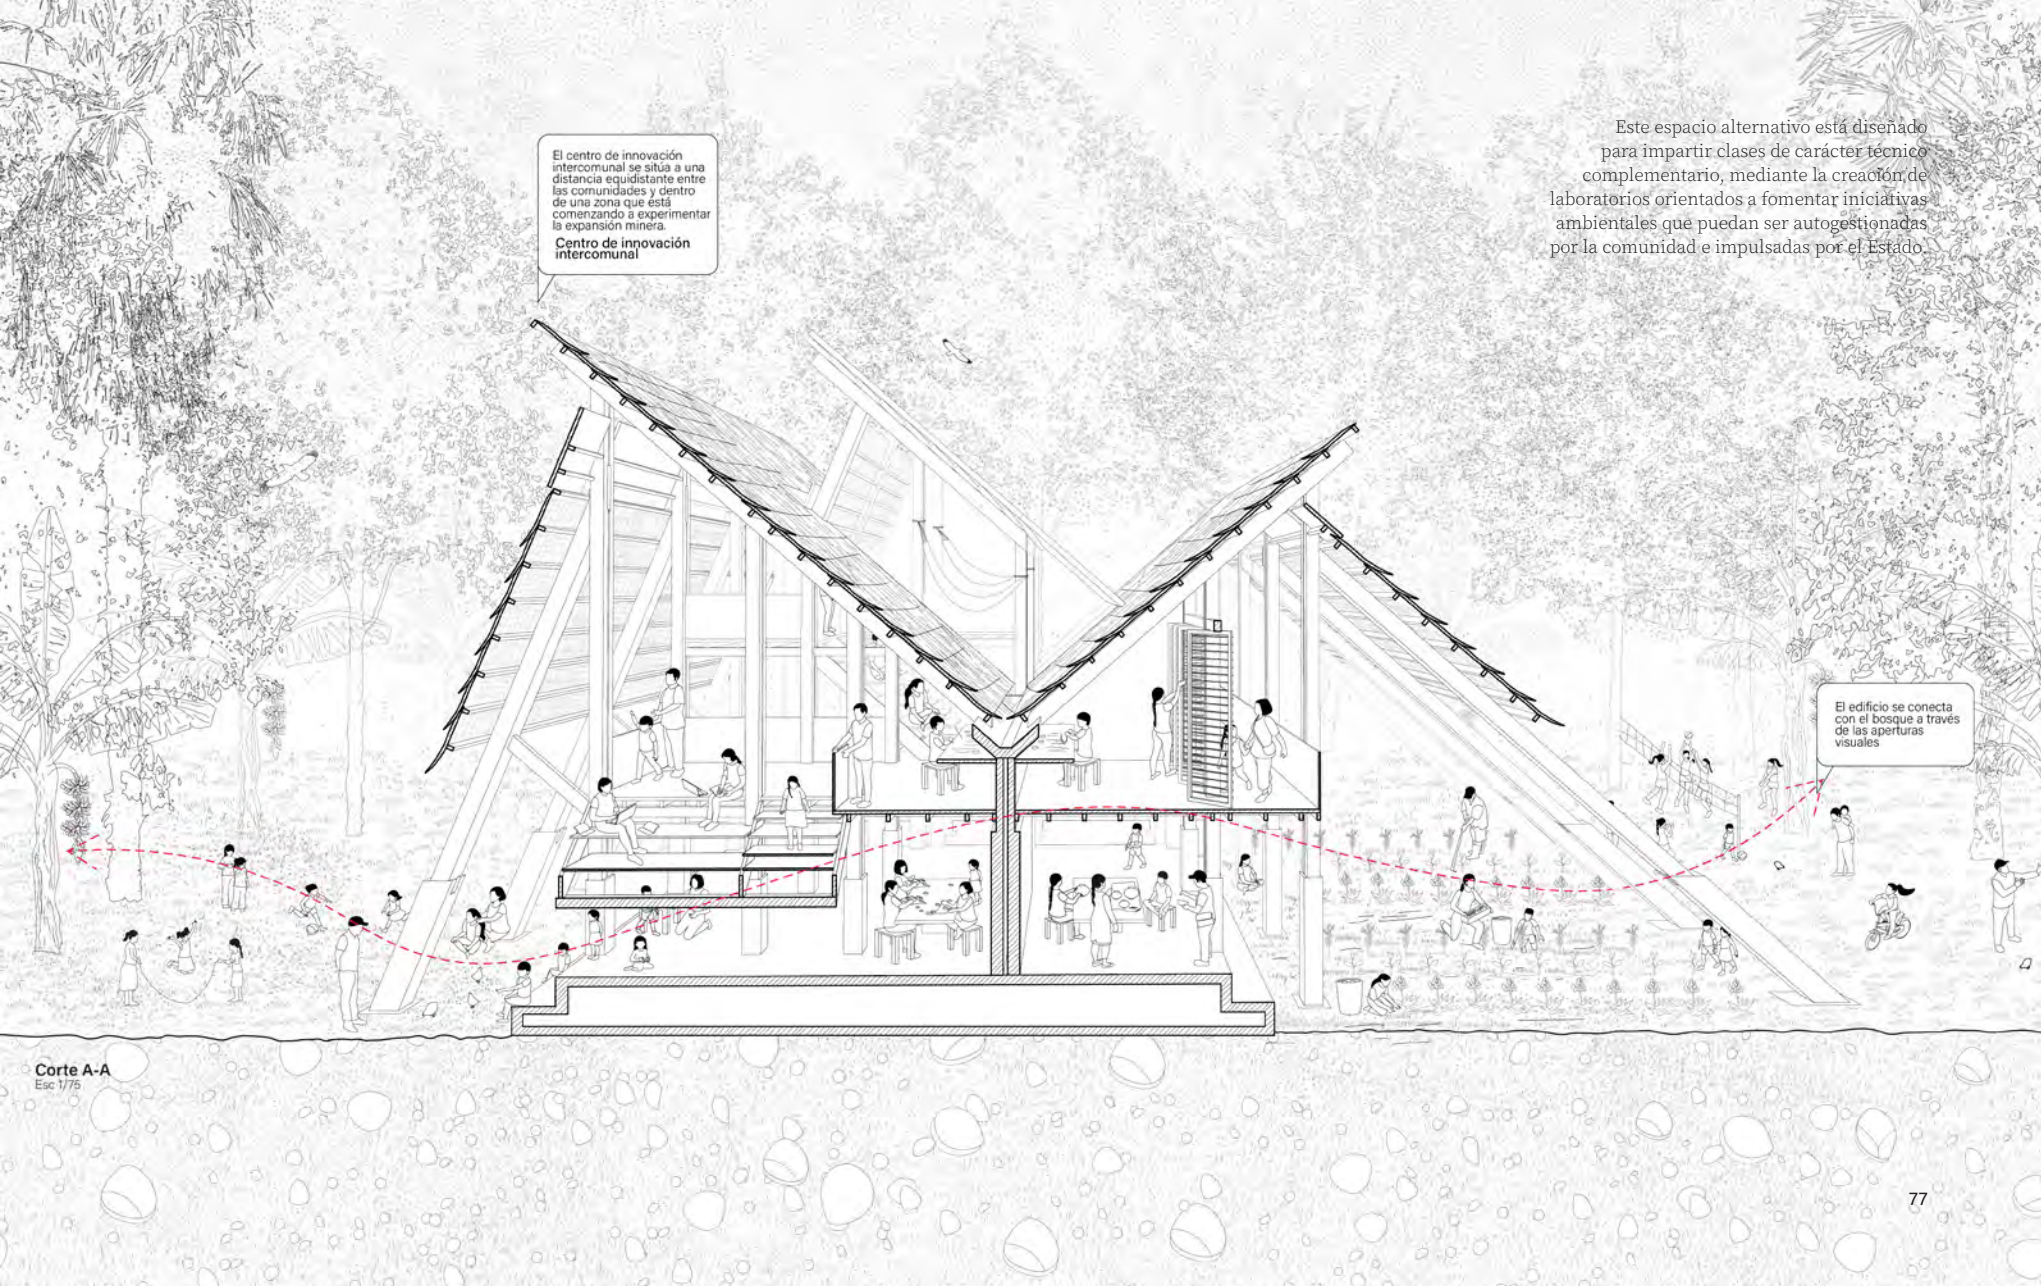 El centro de innovación
intercomunal se sitúa a una
distancia equidistante entre
las comunidades y dentro
de una zona que está
comenzando a experimentar
la expansión minera.
Centro de innovación
intercomunal
Este espacio alternativo está diseñado
para impartir clases de carácter técnico
complementario, mediante la creación de
laboratorios orientados a fomentar iniciativas
ambientales que puedan ser autogestionadas
por la comunidad e impulsadas por el Estado.
El edificio se conecta
con el bosque a través
de las aperturas
visuales
Corte A-A
Esc 1/75
77